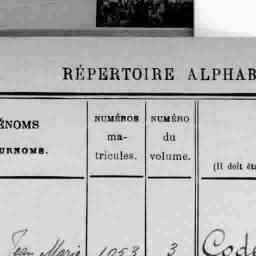 RÉPERTOIRE ALPHAB
ÉNOMS
URNOMS.
NUMÉROS
ma-
tricules.
NUMÉRO
du
volume.
(Il doit êt
Jean Marie
1053
3
Code